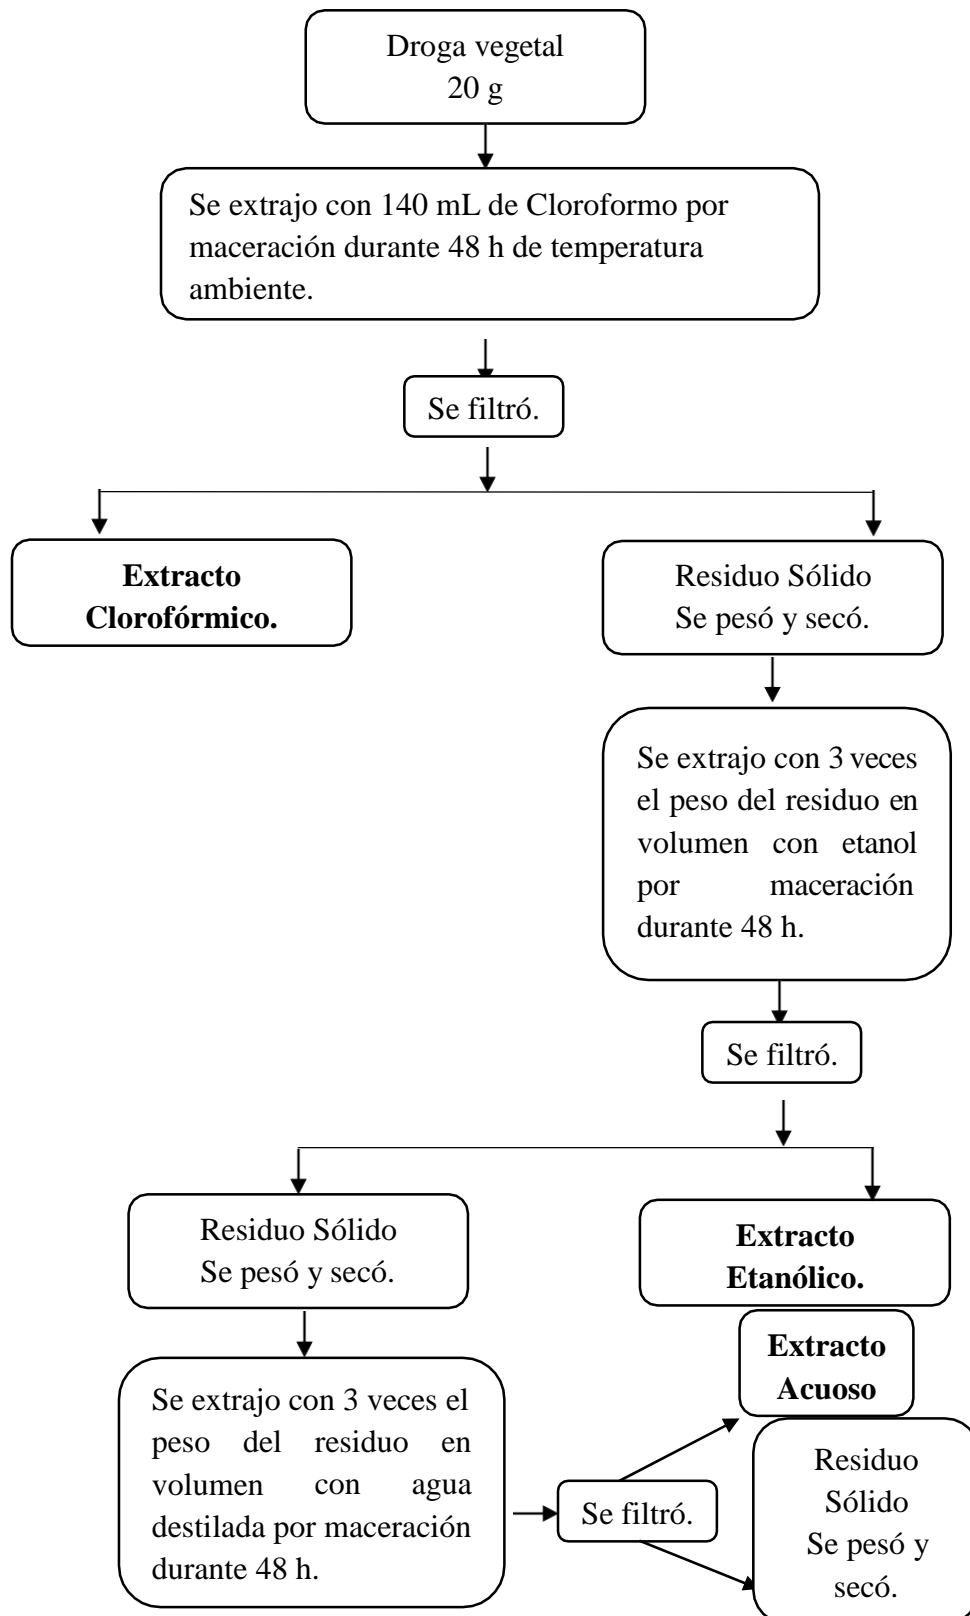 Droga vegetal
20 g
Se extrajo con 140 mL de Cloroformo por
maceración durante 48 h de temperatura
ambiente.
Se filtró.
Extracto
Clorofórmico.
Residuo Sólido
Se pesó y secó.
Se extrajo con 3 veces
el peso del residuo en
volumen con etanol
por maceración
durante 48 h.
Se filtró.
Residuo Sólido
Se pesó y secó.
Extracto
Etanólico.
Se extrajo con 3 veces el
peso del residuo en
volumen con agua
destilada por maceración
durante 48 h.
Se filtró.
Extracto
Acuoso
Residuo
Sólido
Se pesó y
secó.